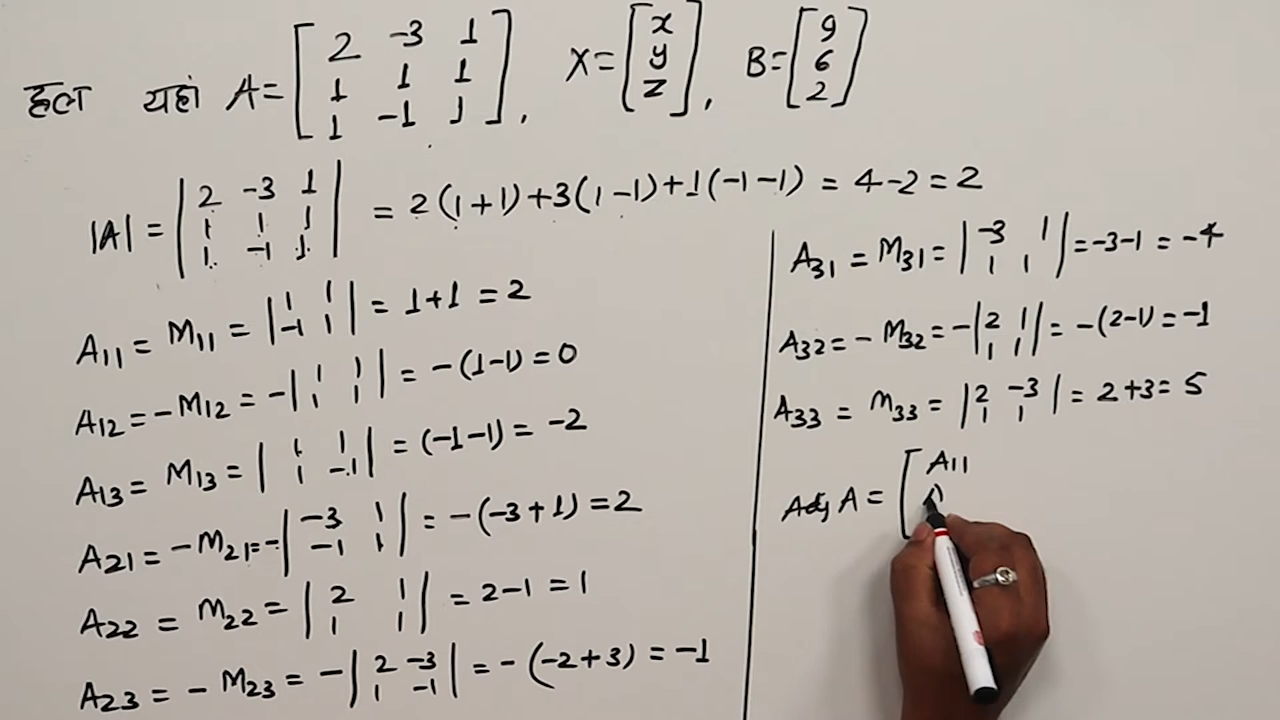 हल यहां A = [2 -3 1; 1 1 1; 1 -1 1], X = [x; y; z], B = [9; 6; 2]
|A| = |2 -3 1; 1 1 1; 1 -1 1| = 2(1+1)+3(1-1)+1(-1-1) = 4-2 = 2
A11 = M11 = |1 1; -1 1| = 1+1 = 2
A12 = -M12 = -|1 1; 1 1| = -(1-1) = 0
A13 = M13 = |1 1; 1 -1| = (-1-1) = -2
A21 = -M21 = -|-3 1; -1 1| = -(-3+1) = 2
A22 = M22 = |2 1; 1 1| = 2-1 = 1
A23 = -M23 = -|2 -3; 1 -1| = -(-2+3) = -1
A31 = M31 = |-3 1; 1 1| = -3-1 = -4
A32 = -M32 = -|2 1; 1 1| = -(2-1) = -1
A33 = M33 = |2 -3; 1 1| = 2+3 = 5
Adj A = [A11